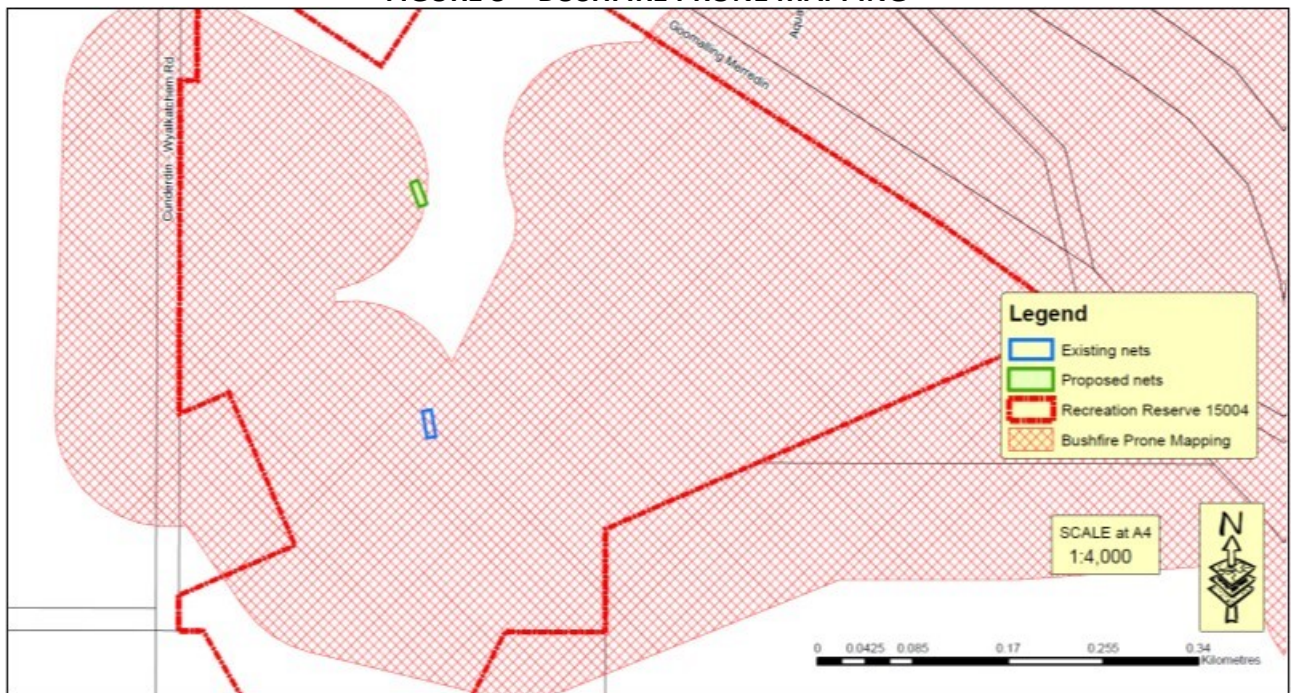 Goomalling Merredin
Aqua
Cunderdin - Wyalkatchem Rd
Legend
Existing nets
Proposed nets
Recreation Reserve 15004
Bushfire Prone Mapping
SCALE at A4
1:4,000
N
0 0.0425 0.085 0.17 0.255 0.34
Kilometres